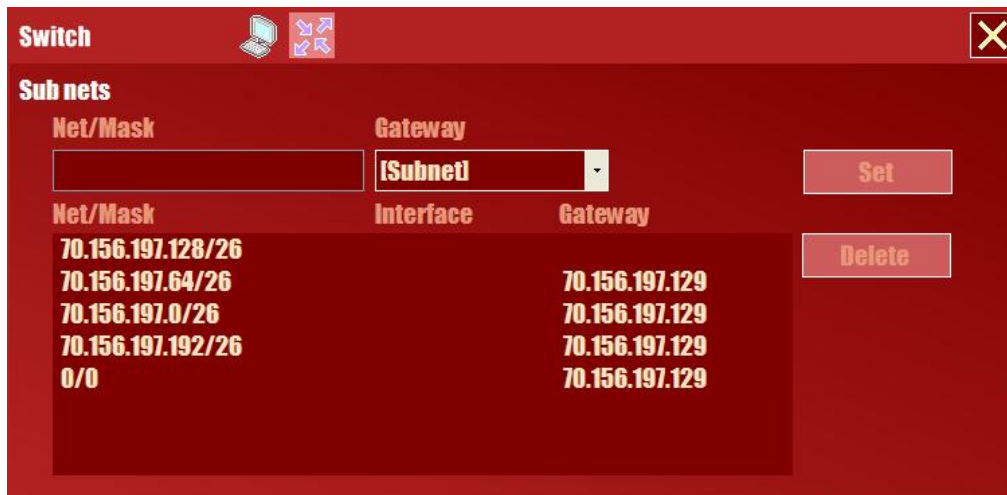 Switch
Sub nets
Net/Mask Gateway
[Subnet] Set
Net/Mask Interface Gateway
Delete
70.156.197.128/26
70.156.197.64/26 70.156.197.129
70.156.197.0/26 70.156.197.129
70.156.197.192/26 70.156.197.129
0/0 70.156.197.129